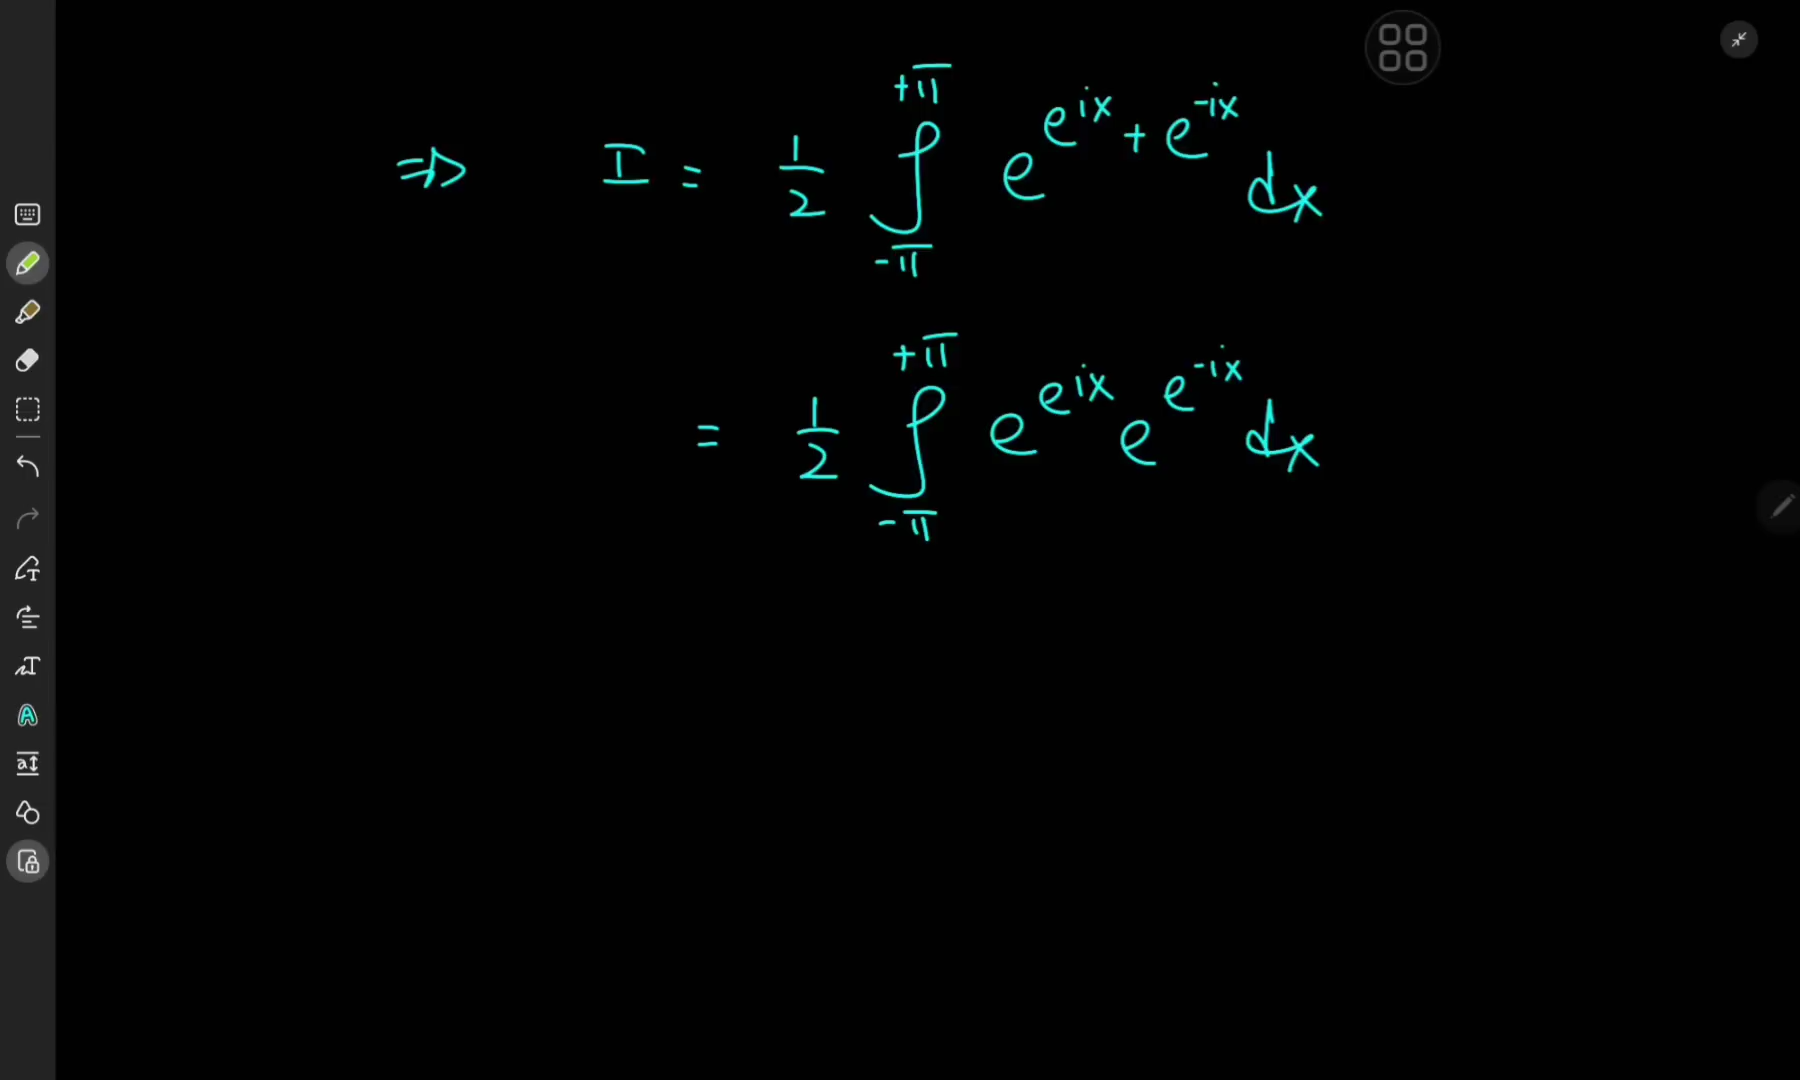 ⇒ I = 1/2 ∫_{-π}^{+π} e^{e^{ix} + e^{-ix}} dx
= 1/2 ∫_{-π}^{+π} e^{e^{ix}} e^{e^{-ix}} dx